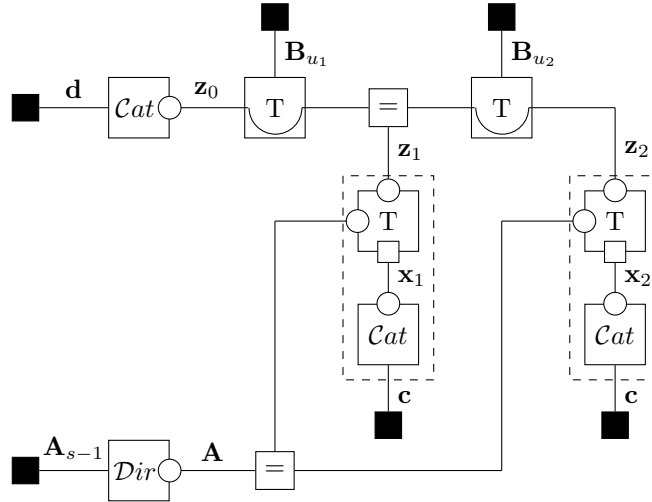 B_{u_1} B_{u_2}
d Cat z_0 T = T
z_1 z_2
T T
x_1 x_2
Cat Cat
c c
A_{s−1} Dir A =